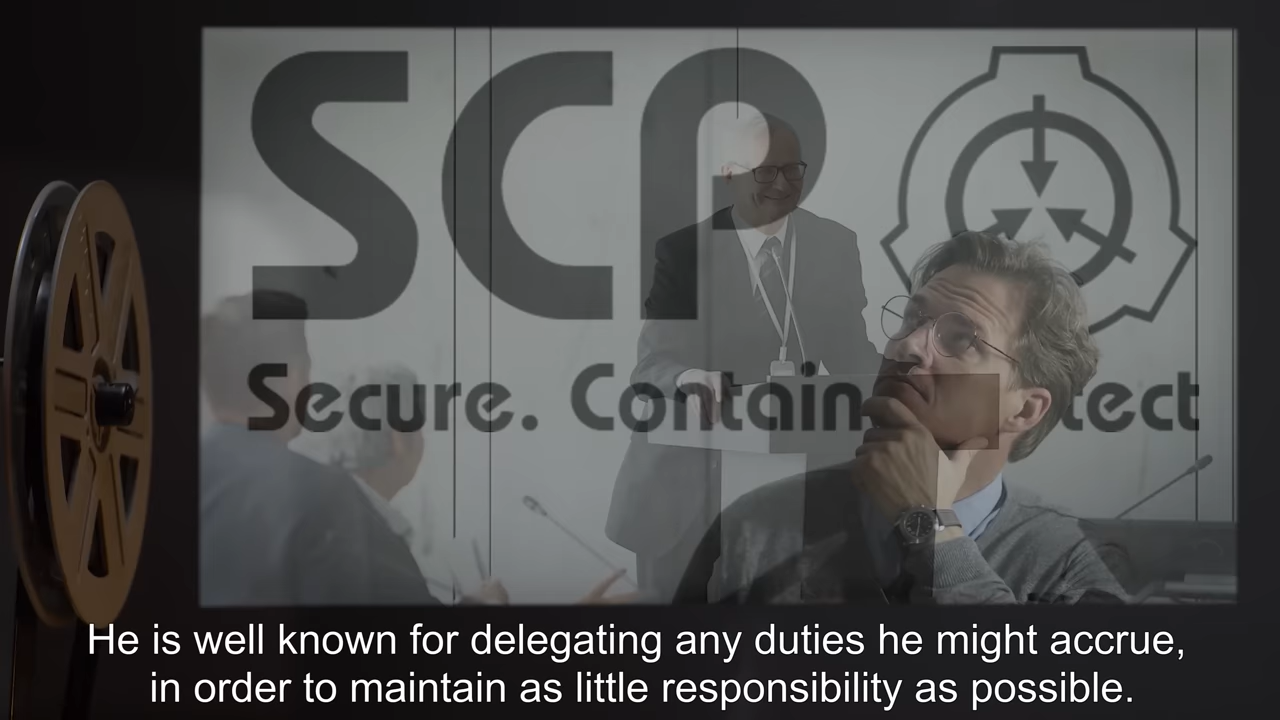 SCP
Secure. Contain. Protect
He is well known for delegating any duties he might accrue,
in order to maintain as little responsibility as possible.